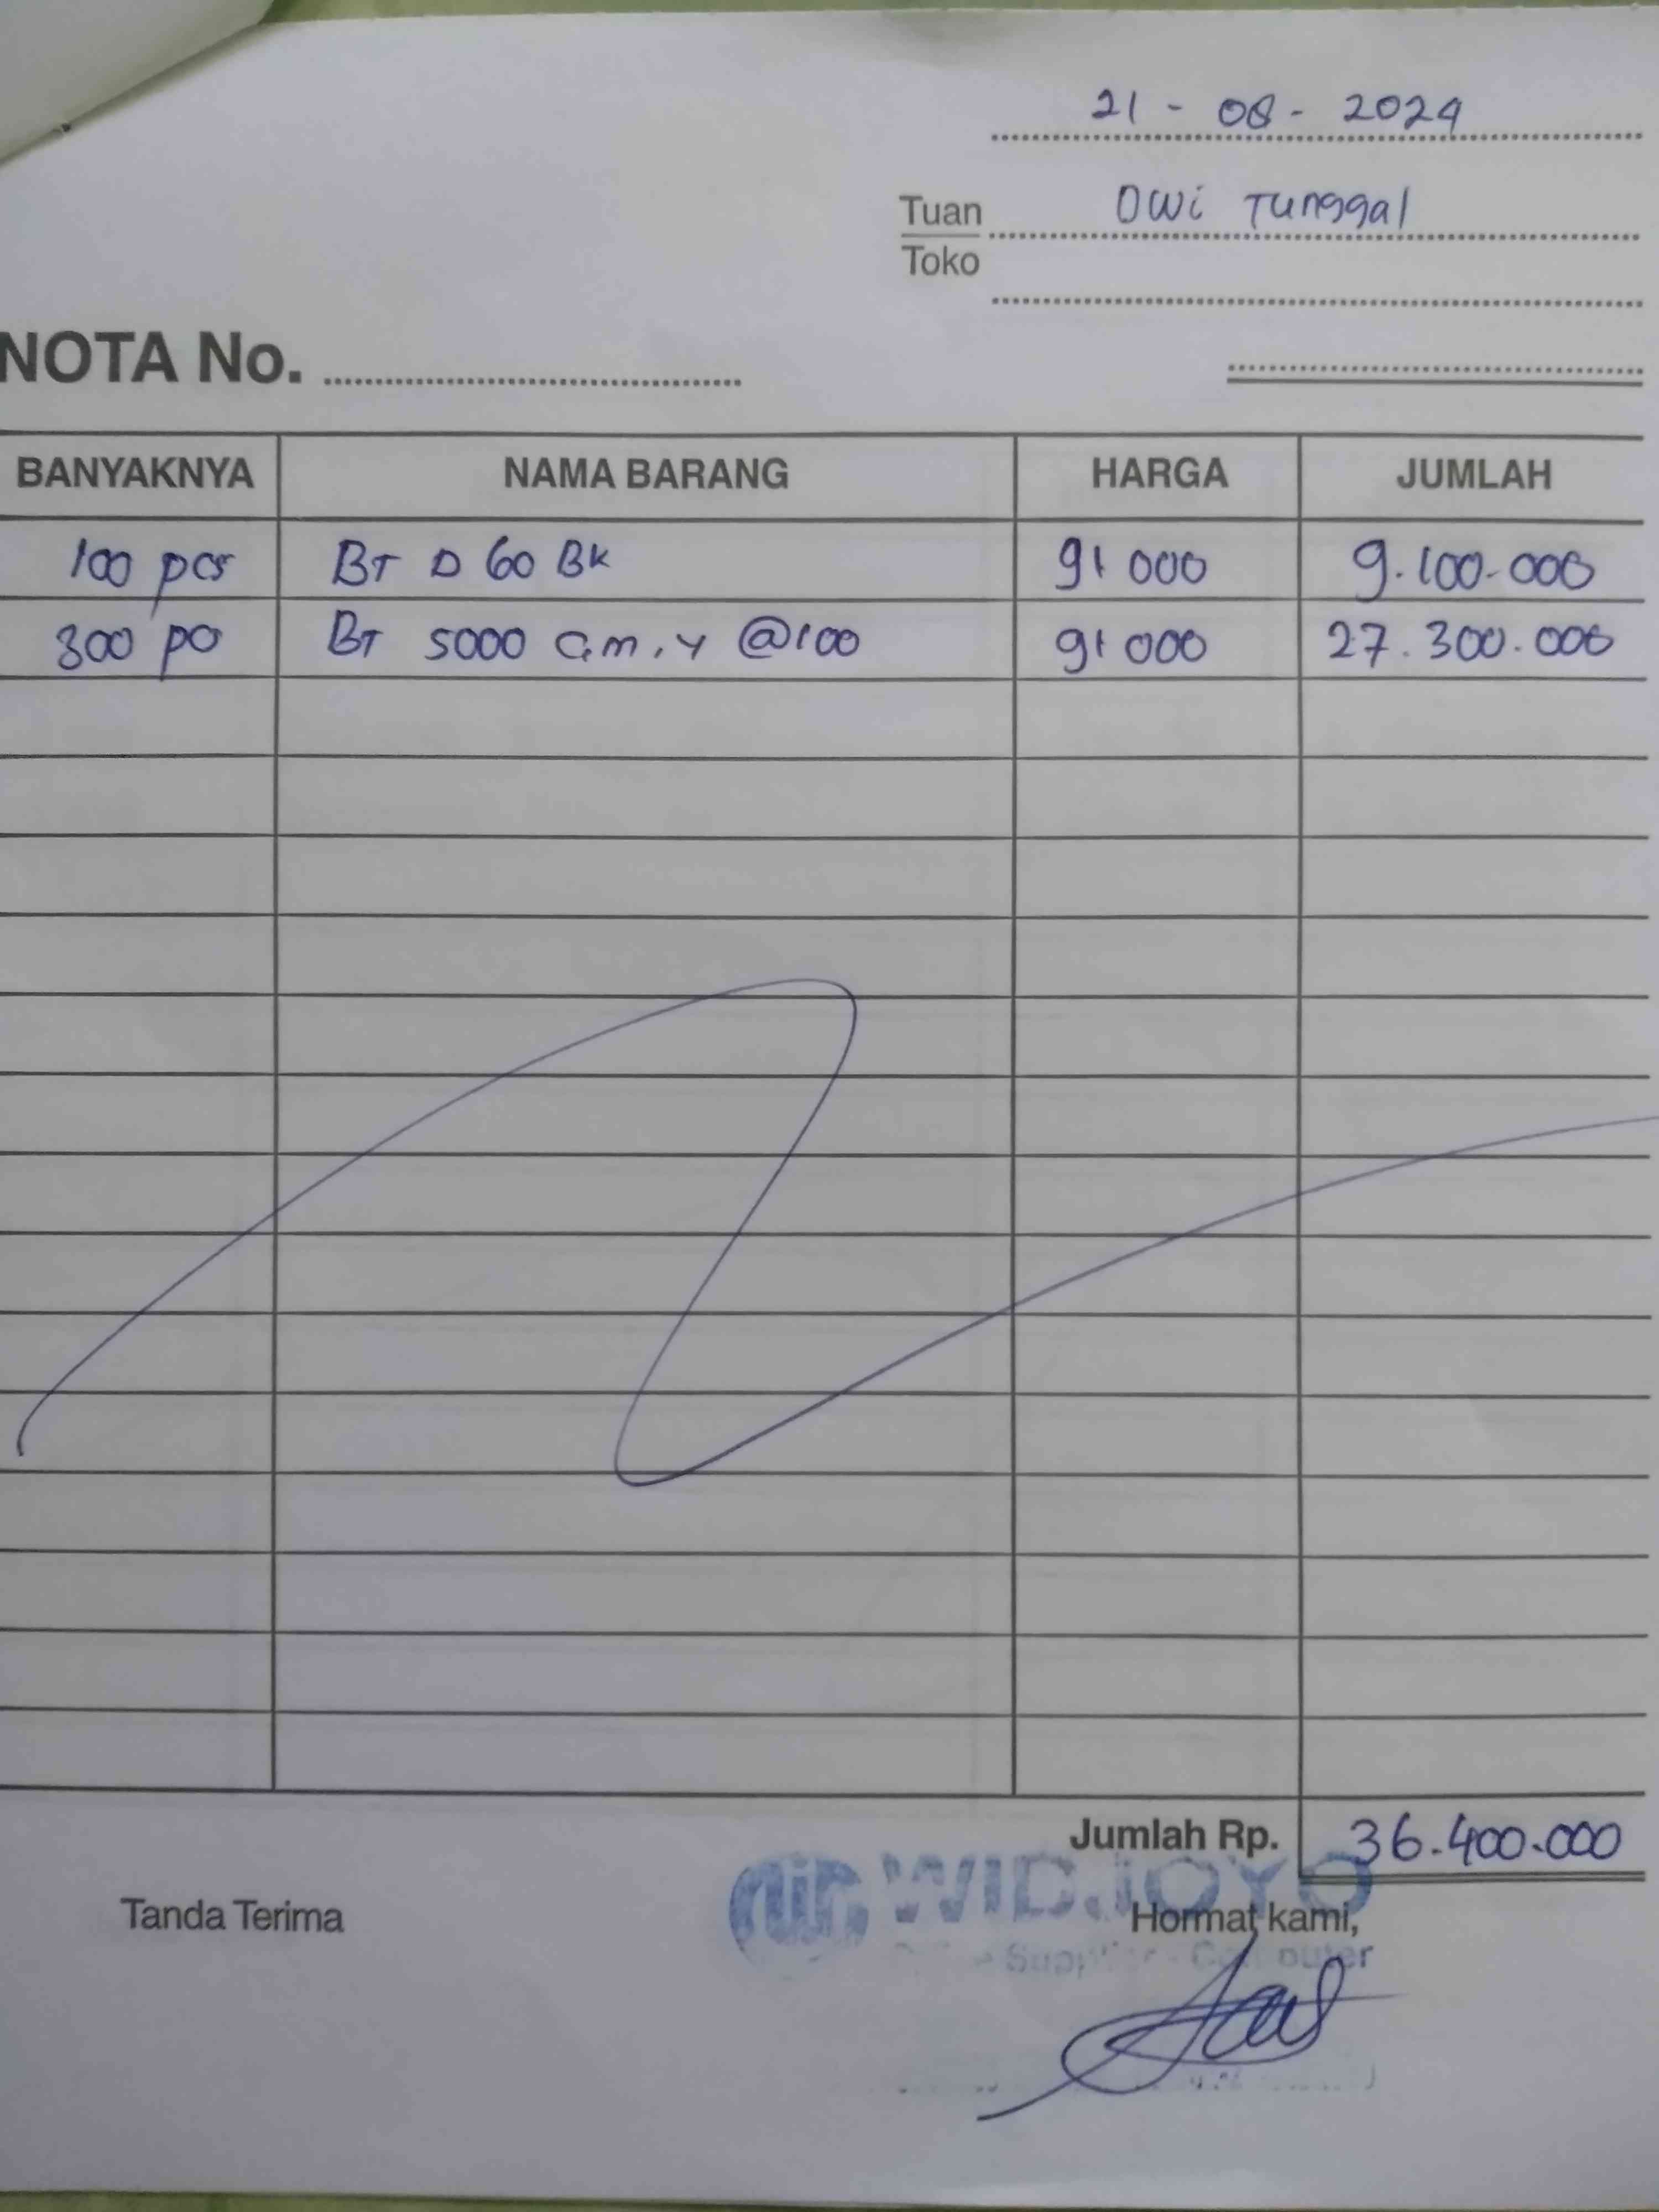 21 - 08 - 2024
Tuan Dwi Tunggal
Toko
NOTA No.
BANYAKNYA NAMA BARANG HARGA JUMLAH
100 pcs BT D 60 BK 91 000 9.100.000
300 pc BT 5000 C,m,y @100 91 000 27.300.000
Jumlah Rp. 36.400.000
WIDJOYO
Tanda Terima Hormat kami,
Computer